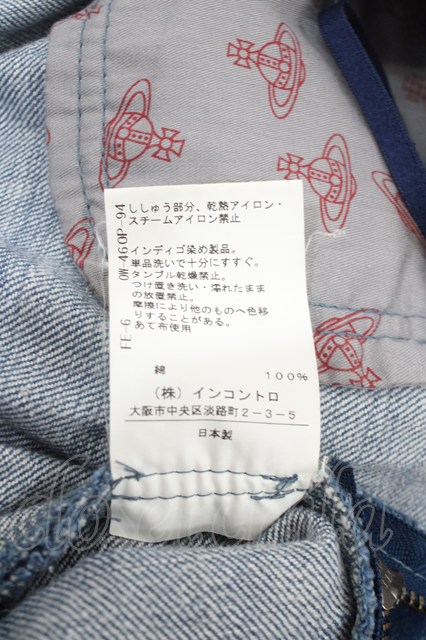 ししゅう部分、乾熱アイロン・
スチームアイロン禁止
インディゴ染め製品。
単品洗いで十分にすすぐ。
タンブル乾燥禁止。
つけ置き洗い・濡れたまま
の放置禁止。
摩擦により他のものへ色移
りすることがある。
あて布使用
綿 100%
(株) インコントロ
大阪市中央区淡路町2-3-5
日本製
FE-6 0W-460P-94